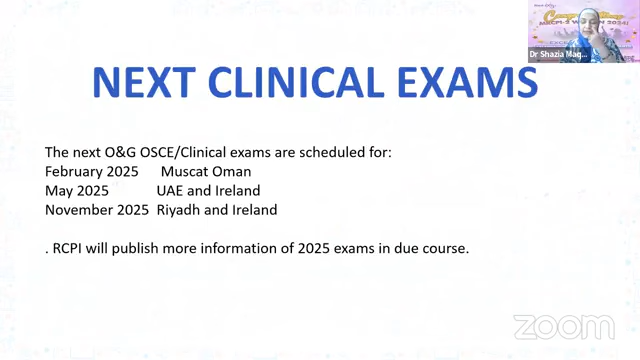 NEXT CLINICAL EXAMS
The next O&G OSCE/Clinical exams are scheduled for:
February 2025 Muscat Oman
May 2025 UAE and Ireland
November 2025 Riyadh and Ireland
. RCPI will publish more information of 2025 exams in due course.
Dr Shazia Maq...
zoom